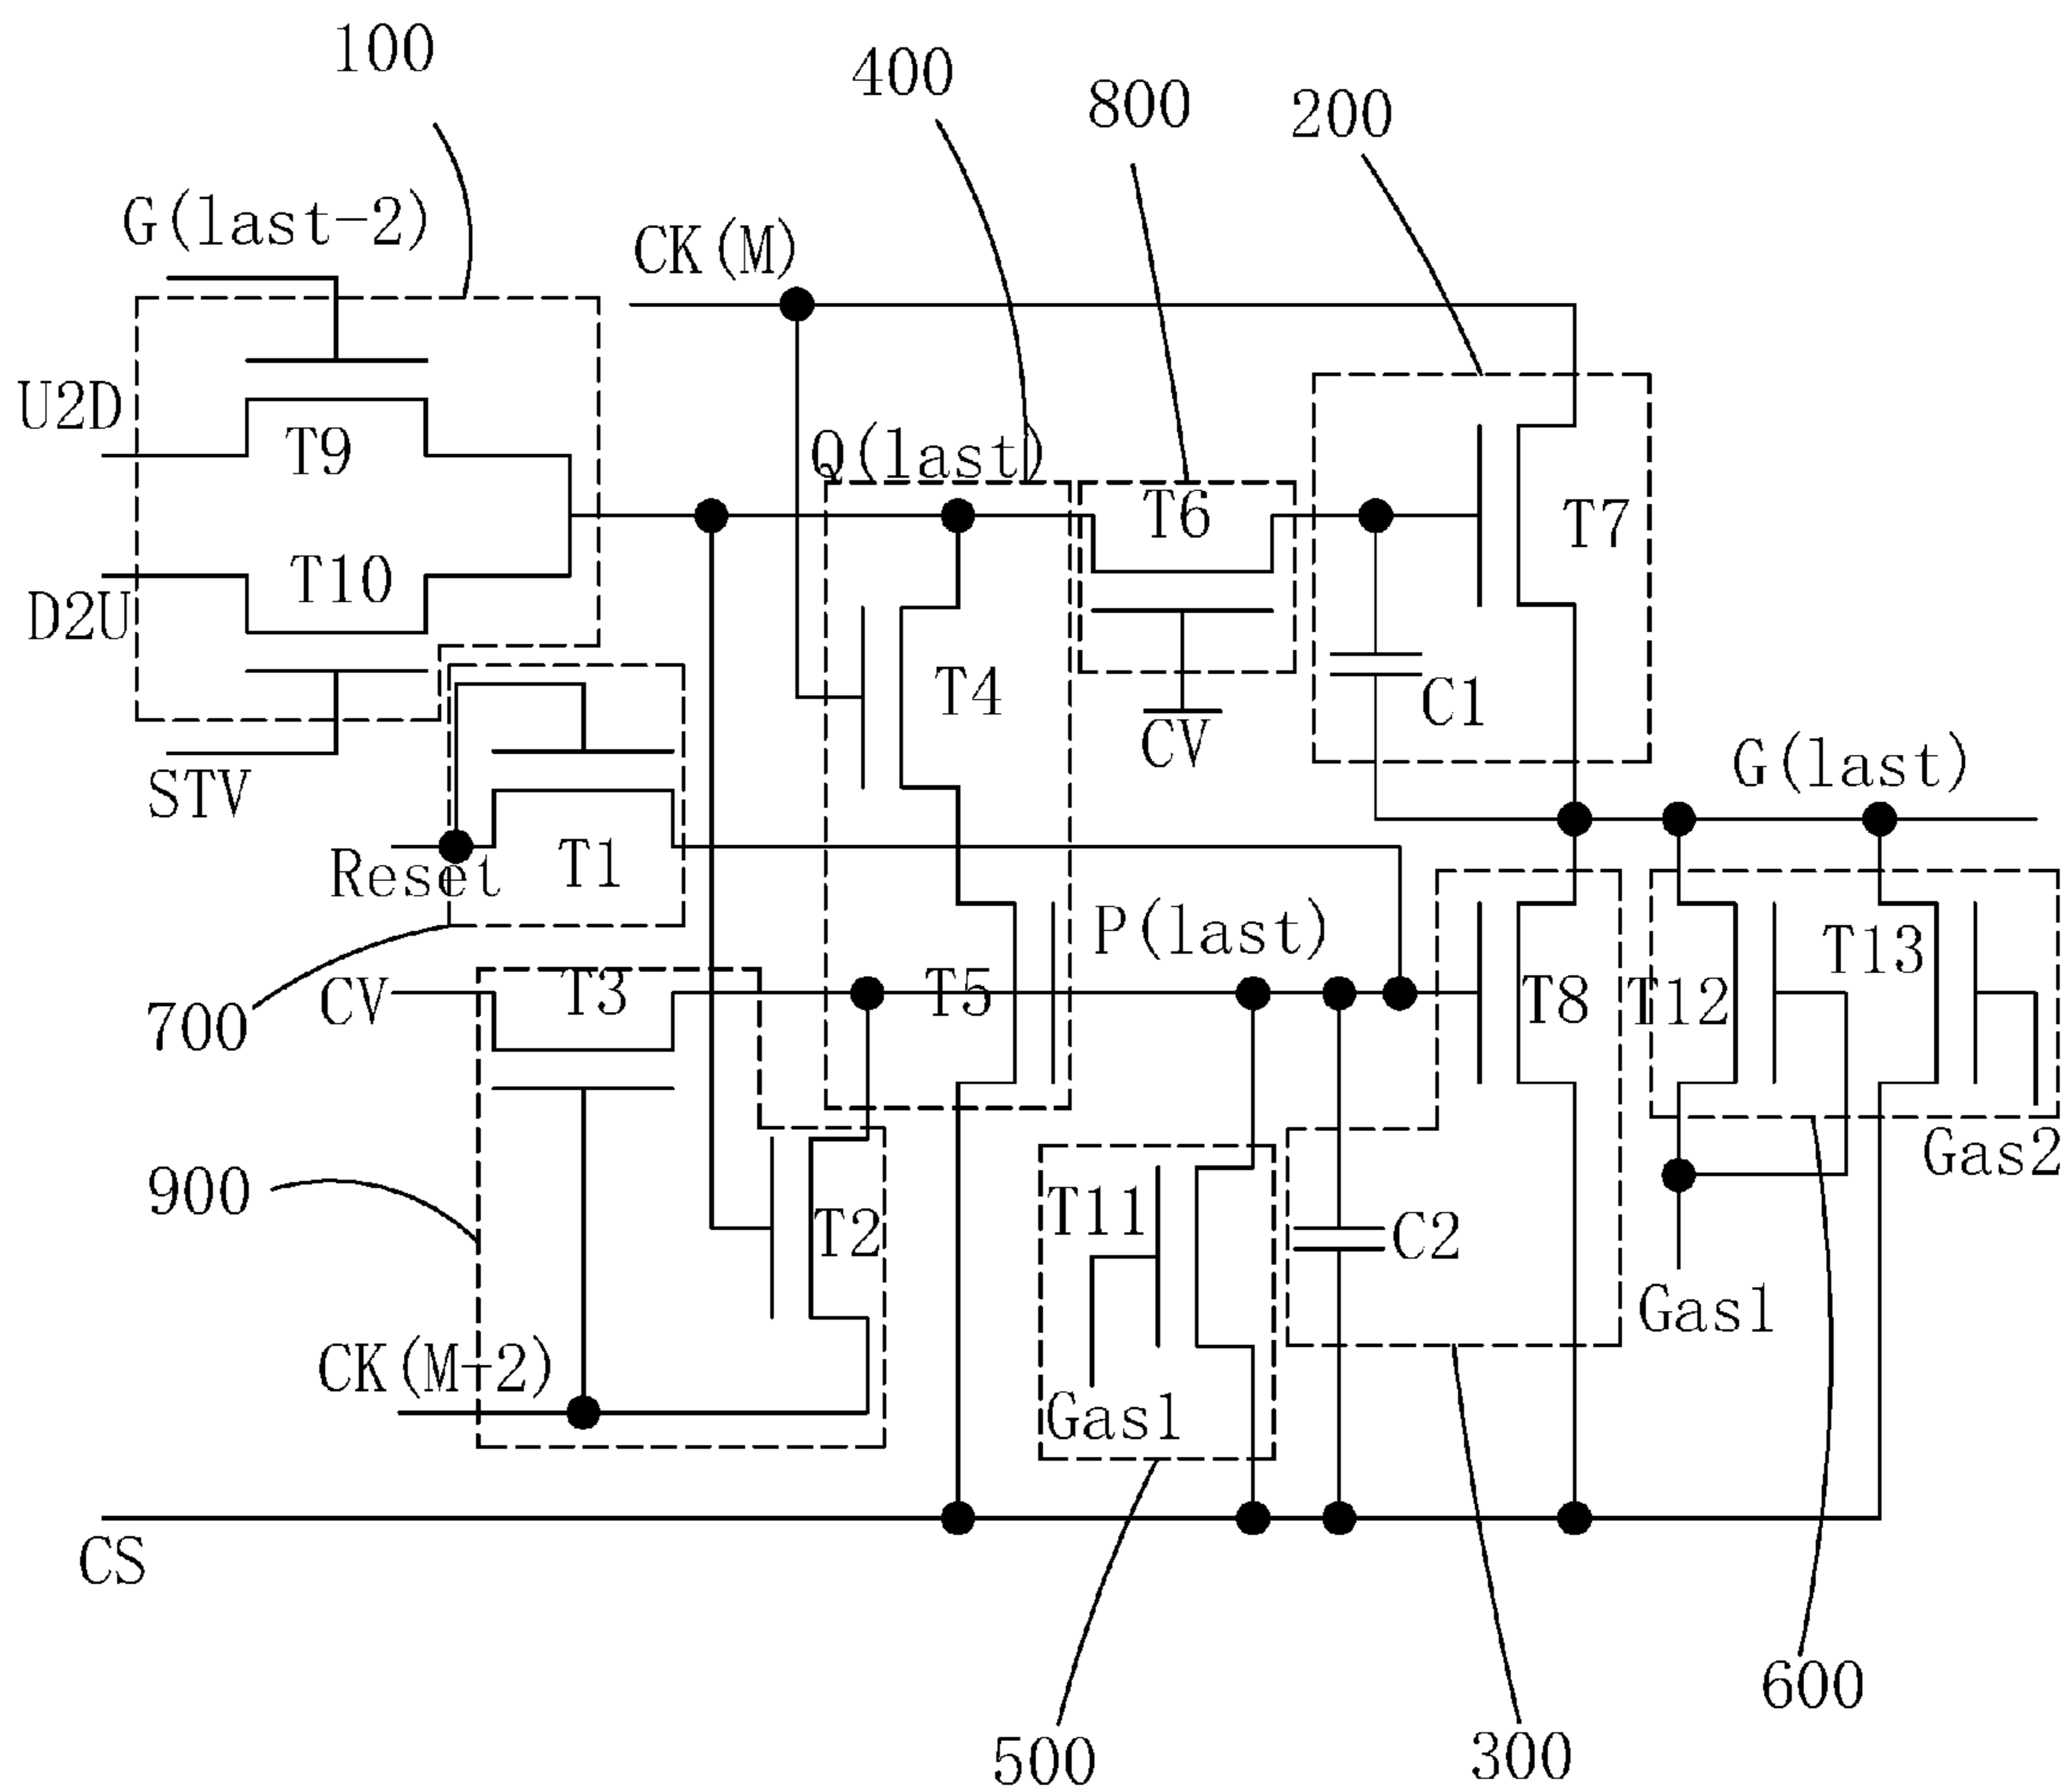 100
400
800
200
G(last-2)
CK(M)
U2D
T9
Q(last)
T6
T7
T10
D2U
T4
C1
CV
STV
G(last)
Reset
T1
P(last)
T13
CV
T3
T5
T8
T12
700
Gas2
900
T11
T2
C2
Gas1
CK(M-2)
Gas1
CS
600
500
300